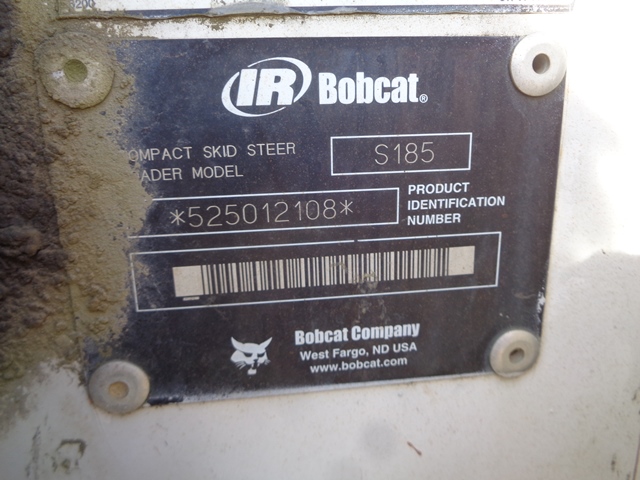 IR Bobcat®
OMPACT SKID STEER
ADER MODEL
S185
*525012108*
PRODUCT
IDENTIFICATION
NUMBER
Bobcat Company
West Fargo, ND USA
www.bobcat.com